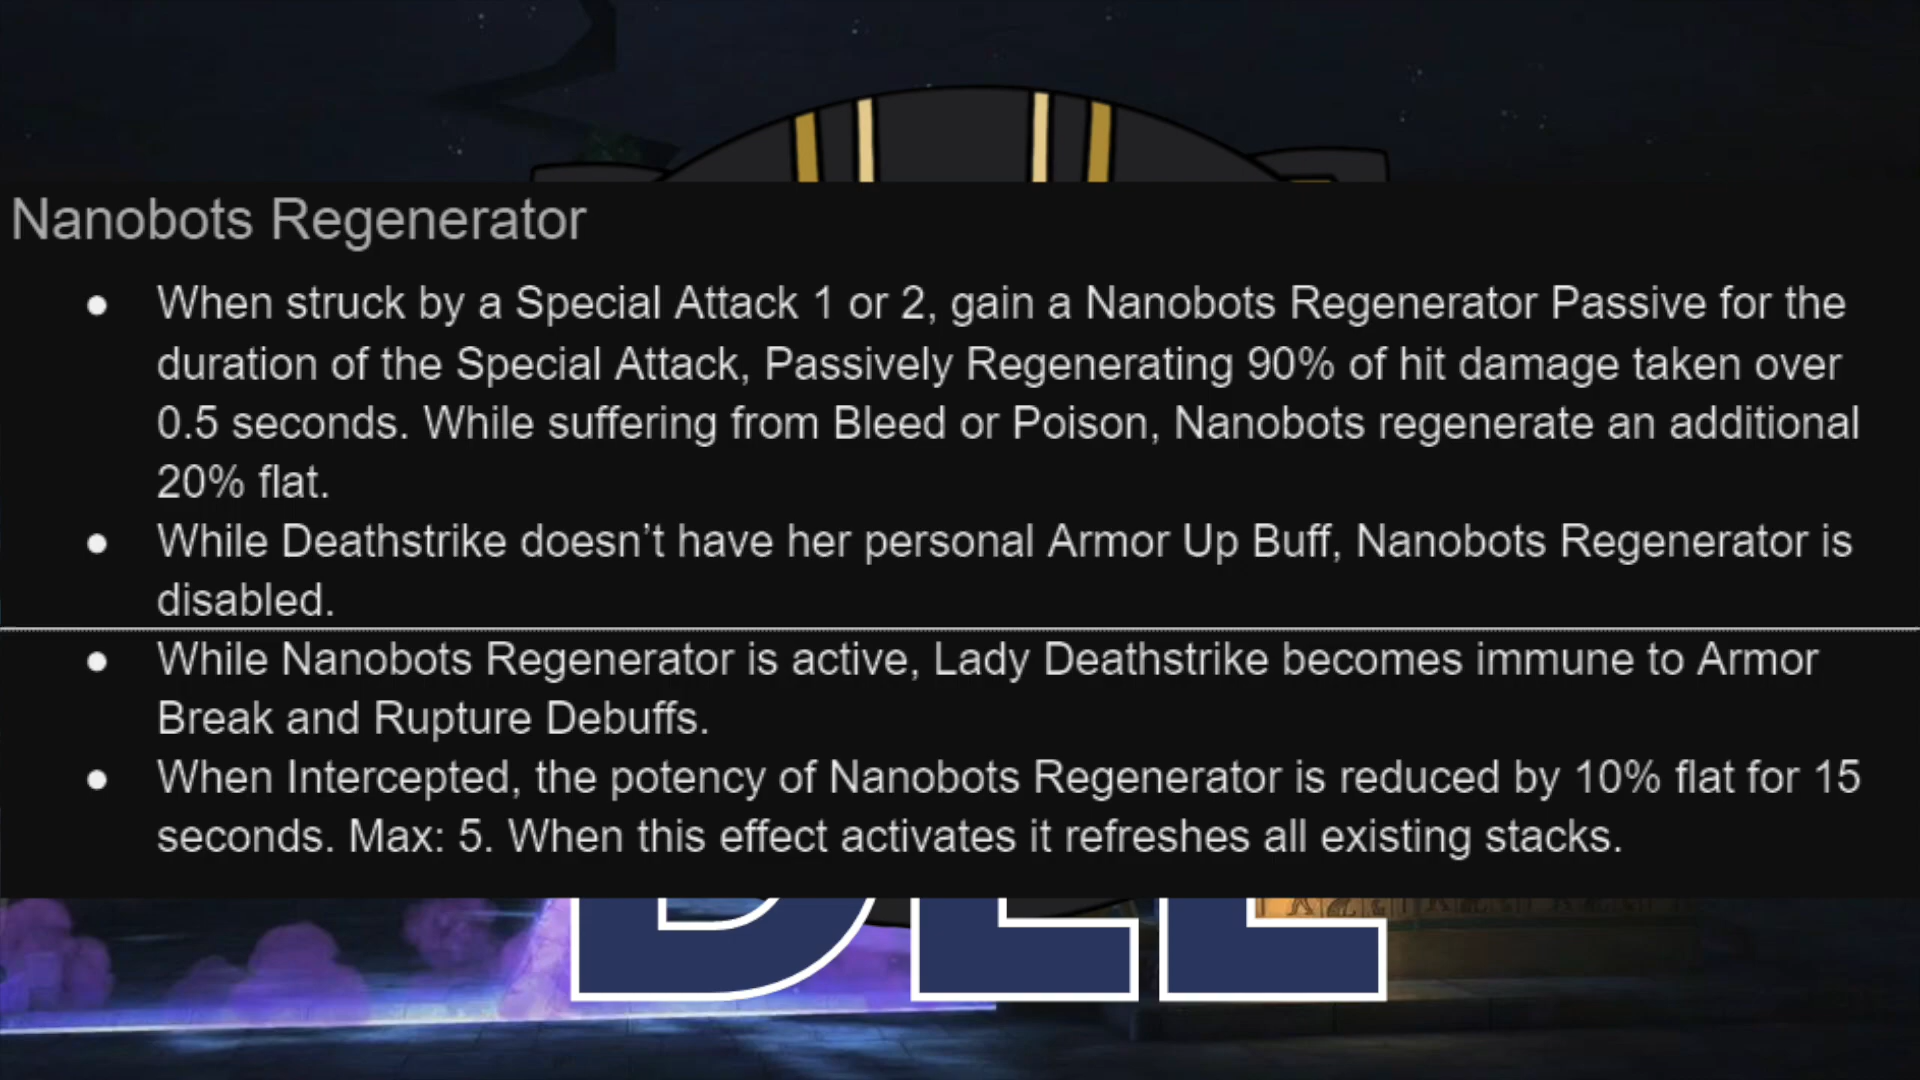 Nanobots Regenerator
● When struck by a Special Attack 1 or 2, gain a Nanobots Regenerator Passive for the
duration of the Special Attack, Passively Regenerating 90% of hit damage taken over
0.5 seconds. While suffering from Bleed or Poison, Nanobots regenerate an additional
20% flat.
● While Deathstrike doesn’t have her personal Armor Up Buff, Nanobots Regenerator is
disabled.
● While Nanobots Regenerator is active, Lady Deathstrike becomes immune to Armor
Break and Rupture Debuffs.
● When Intercepted, the potency of Nanobots Regenerator is reduced by 10% flat for 15
seconds. Max: 5. When this effect activates it refreshes all existing stacks.